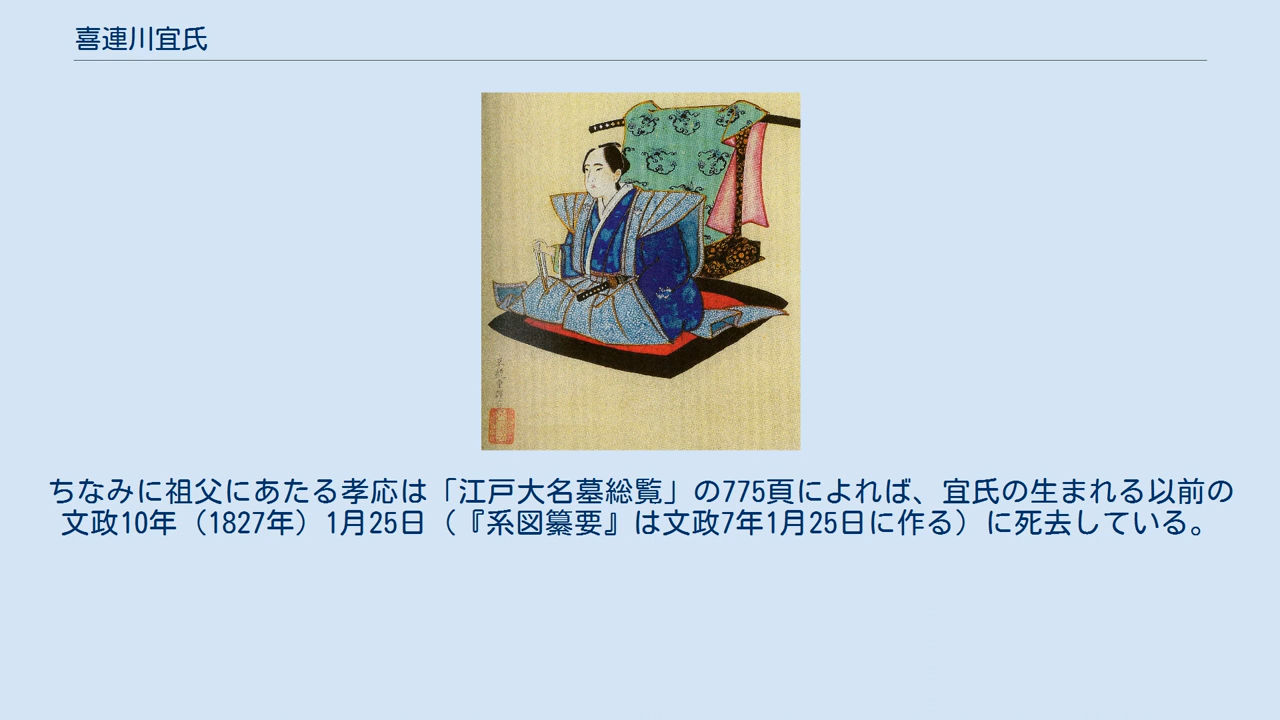 喜連川宜氏
ちなみに祖父にあたる孝応は「江戸大名墓総覧」の775頁によれば、宜氏の生まれる以前の
文政10年（1827年）1月25日（『系図纂要』は文政7年1月25日に作る）に死去している。